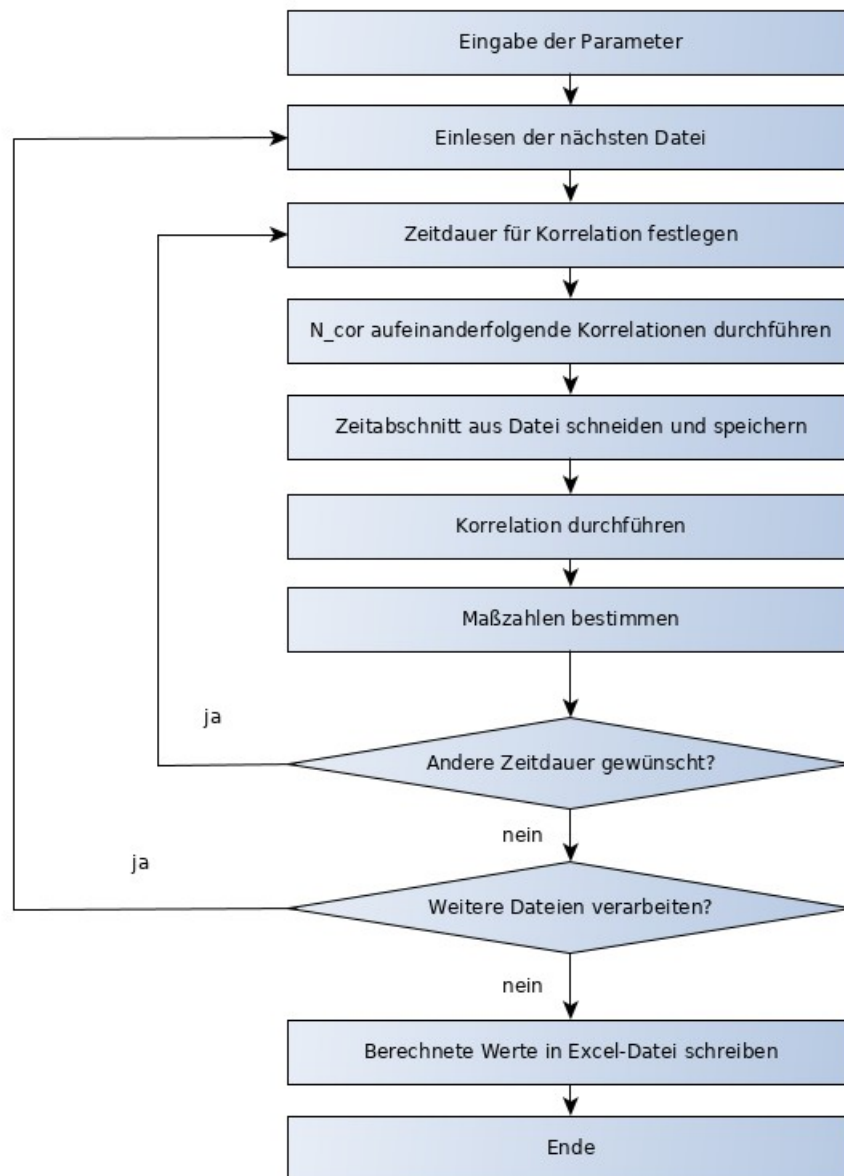 Eingabe der Parameter
Einlesen der nächsten Datei
Zeitdauer für Korrelation festlegen
N_cor aufeinanderfolgende Korrelationen durchführen
Zeitabschnitt aus Datei schneiden und speichern
Korrelation durchführen
Maßzahlen bestimmen
ja
Andere Zeitdauer gewünscht?
nein
ja
Weitere Dateien verarbeiten?
nein
Berechnete Werte in Excel-Datei schreiben
Ende